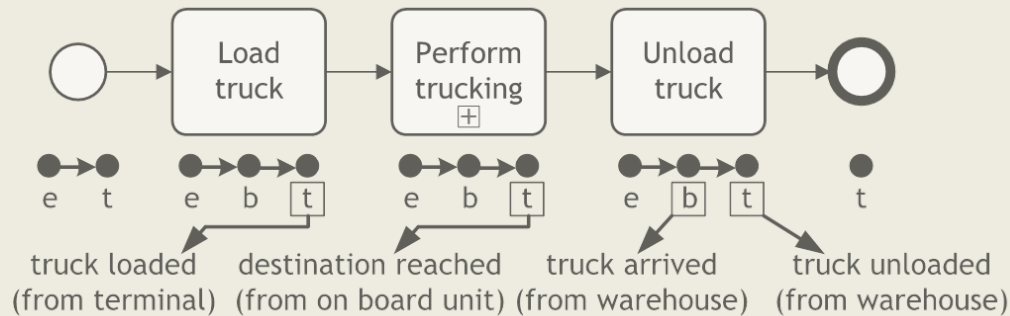 Load
truck
Perform
trucking
Unload
truck
e t e b t e b t e b t t
truck loaded
(from terminal)
destination reached
(from on board unit)
truck arrived
(from warehouse)
truck unloaded
(from warehouse)